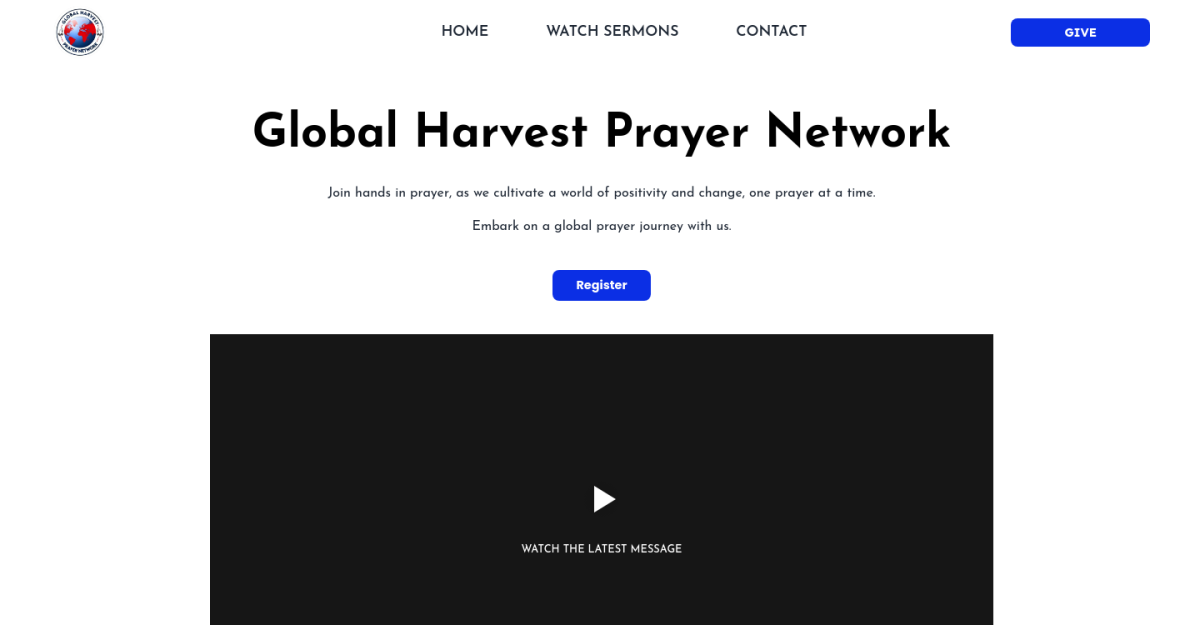 GLOBAL HARVEST
PRAYER NETWORK
HOME
WATCH SERMONS
CONTACT
GIVE
Global Harvest Prayer Network
Join hands in prayer, as we cultivate a world of positivity and change, one prayer at a time.
Embark on a global prayer journey with us.
Register
WATCH THE LATEST MESSAGE